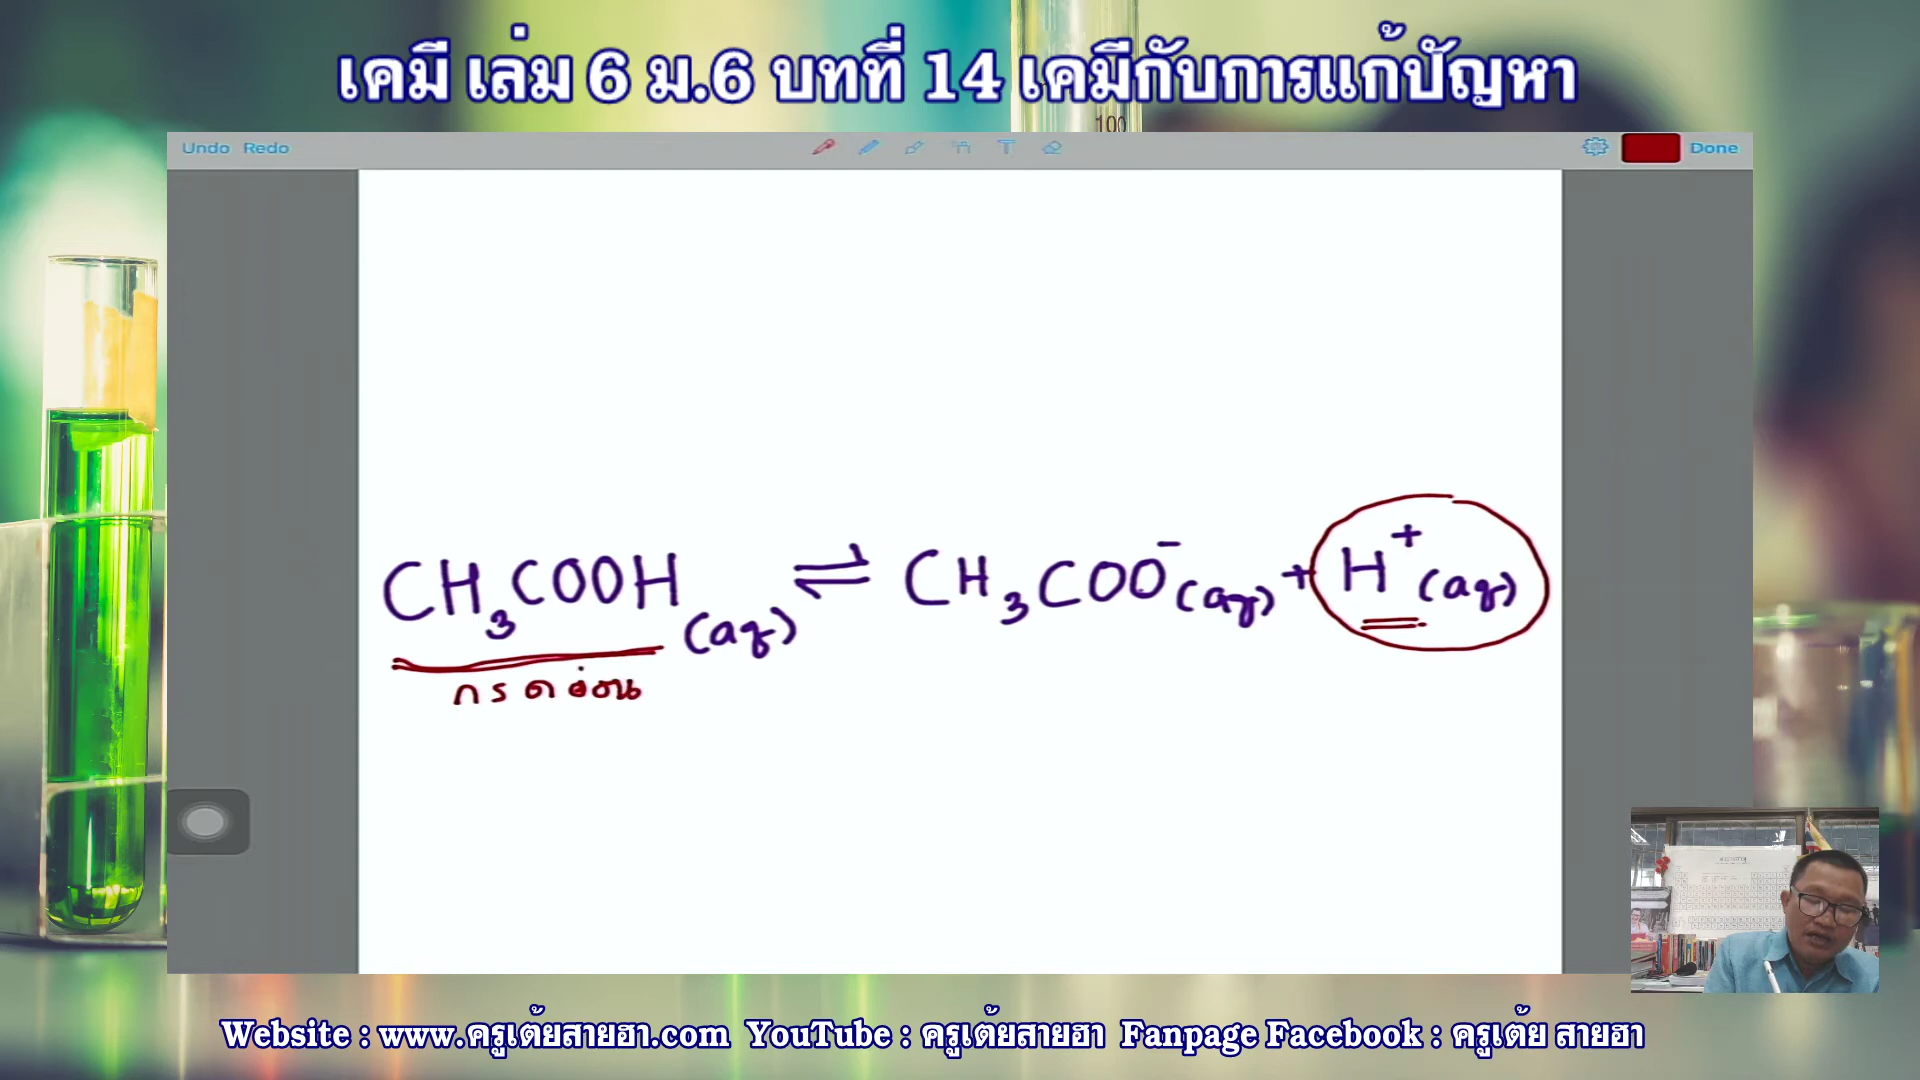 เคมี เล่ม 6 ม.6 บทที่ 14 เคมีกับการแก้ปัญหา
100
Undo Redo
T
Done
CH₃COOH(aq) ⇌ CH₃COO⁻(aq) + H⁺(aq)
กรดอ่อน
Website : www.ครูเต้ยสายฮา.com YouTube : ครูเต้ยสายฮา Fanpage Facebook : ครูเต้ย สายฮา